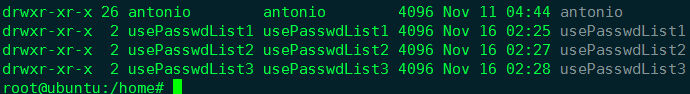 drwxr-xr-x 26 antonio       antonio       4096 Nov 11 04:44 antonio
drwxr-xr-x  2 usePasswdList1 usePasswdList1 4096 Nov 16 02:25 usePasswdList1
drwxr-xr-x  2 usePasswdList2 usePasswdList2 4096 Nov 16 02:27 usePasswdList2
drwxr-xr-x  2 usePasswdList3 usePasswdList3 4096 Nov 16 02:28 usePasswdList3
root@ubuntu:/home#